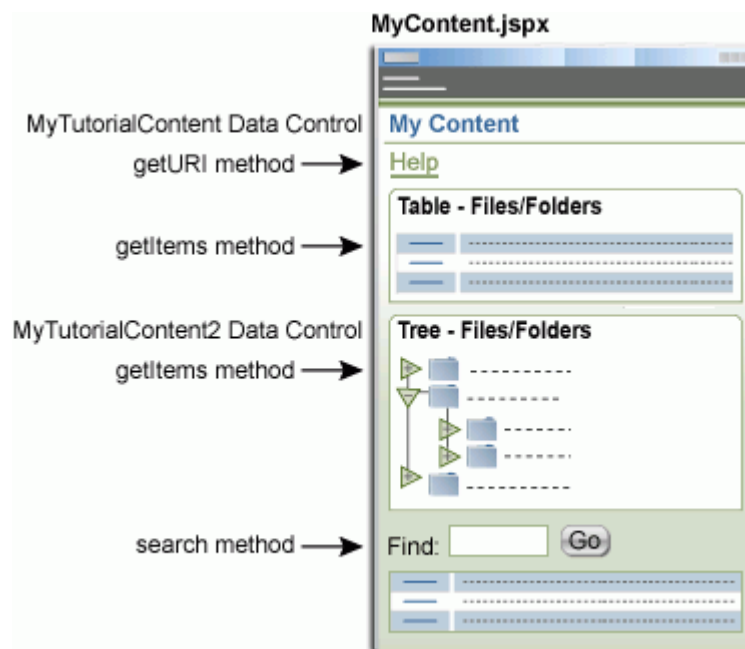 MyContent.jspx
MyTutorialContent Data Control
My Content
getURI method
Help
Table - Files/Folders
getItems method
MyTutorialContent2 Data Control
Tree - Files/Folders
getItems method
search method
Find:
Go